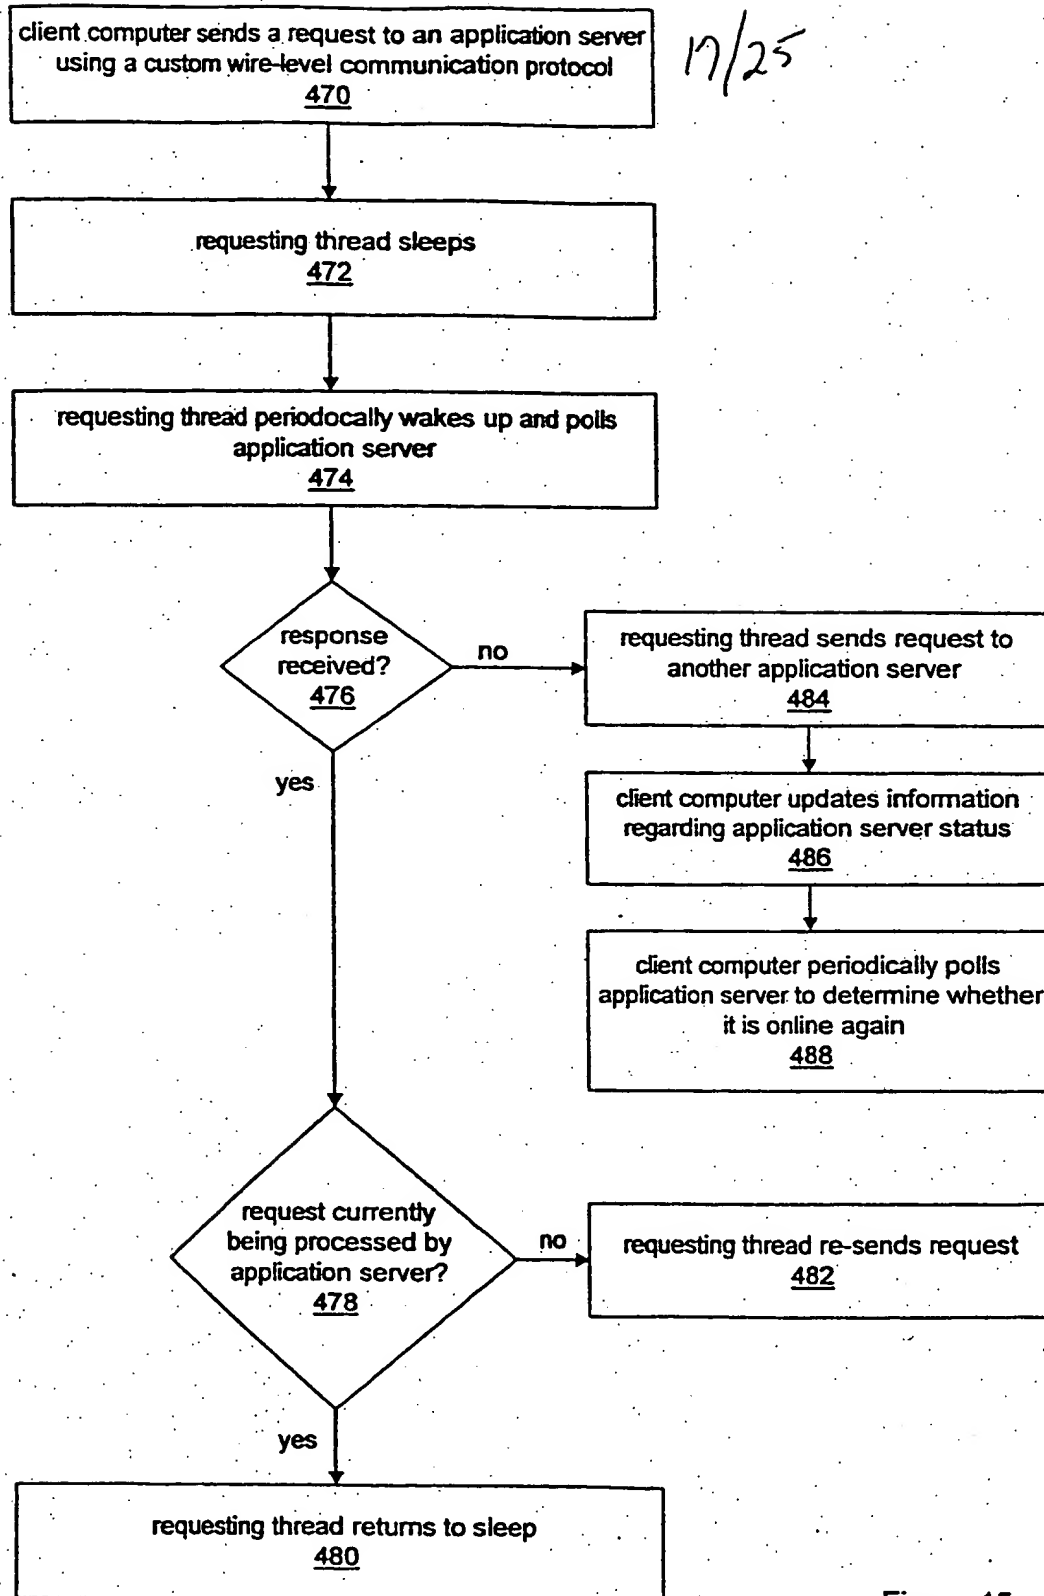 client computer sends a request to an application server
using a custom wire-level communication protocol
470
17/25
requesting thread sleeps
472
requesting thread periodocally wakes up and polls
application server
474
response
received?
476
no
requesting thread sends request to
another application server
484
yes
client computer updates information
regarding application server status
486
client computer periodically polls
application server to determine whether
it is online again
488
request currently
being processed by
application server?
478
no
requesting thread re-sends request
482
yes
requesting thread returns to sleep
480